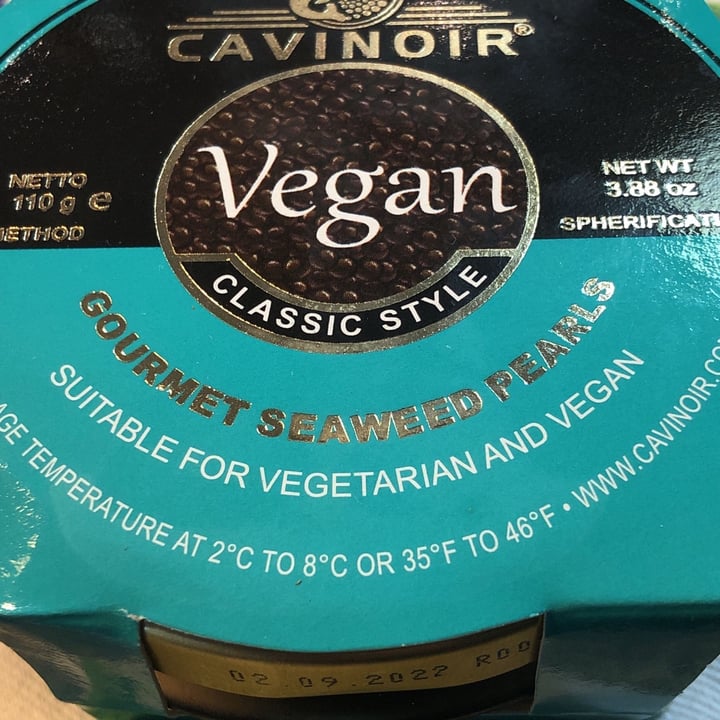 CAVINOIR®
Vegan
CLASSIC STYLE
NETTO
110 g e
NET WT
3.88 oz
GOURMET SEAWEED PEARLS
SUITABLE FOR VEGETARIAN AND VEGAN
TEMPERATURE AT 2°C TO 8°C OR 35°F TO 46°F • WWW.CAVINOIR.CO
02.09.2022 R00